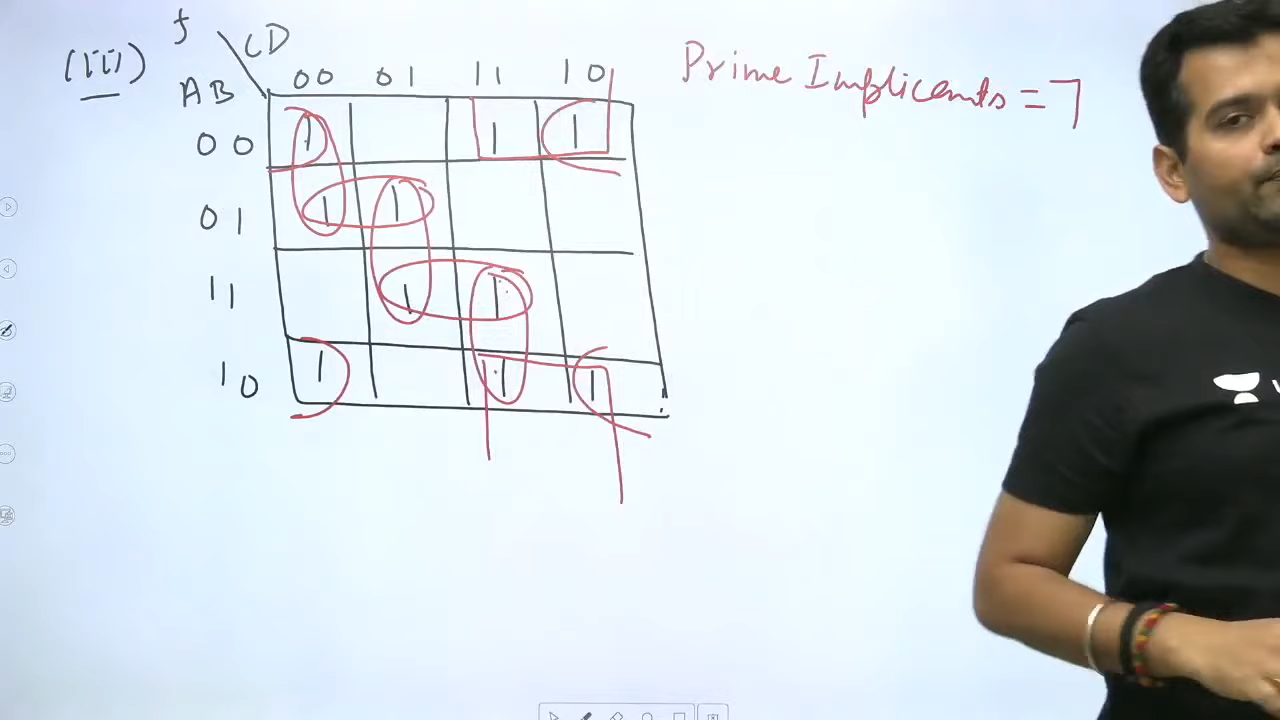 f
(iii) CD
AB 00 01 11 10
00 1 1 1
01 1 1
11 1 1
10 1 1 1
Prime Implicants = 7